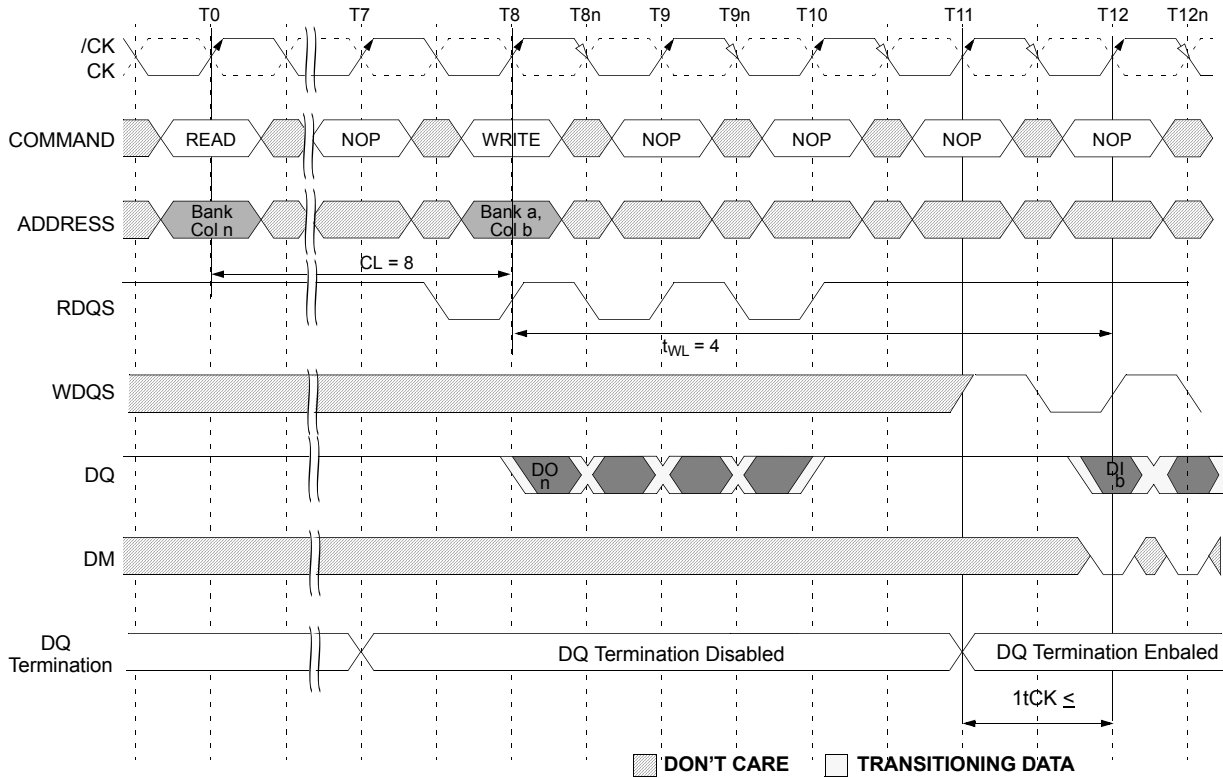 T0 T7 T8 T8n T9 T9n T10 T11 T12 T12n
/CK
CK
COMMAND READ NOP WRITE NOP NOP NOP NOP
ADDRESS Bank Col n Bank a, Col b
CL = 8
RDQS
tWL = 4
WDQS
DQ DO n DI b
DM
DQ Termination DQ Termination Disabled DQ Termination Enbaled
1tCK ≤
DON'T CARE TRANSITIONING DATA